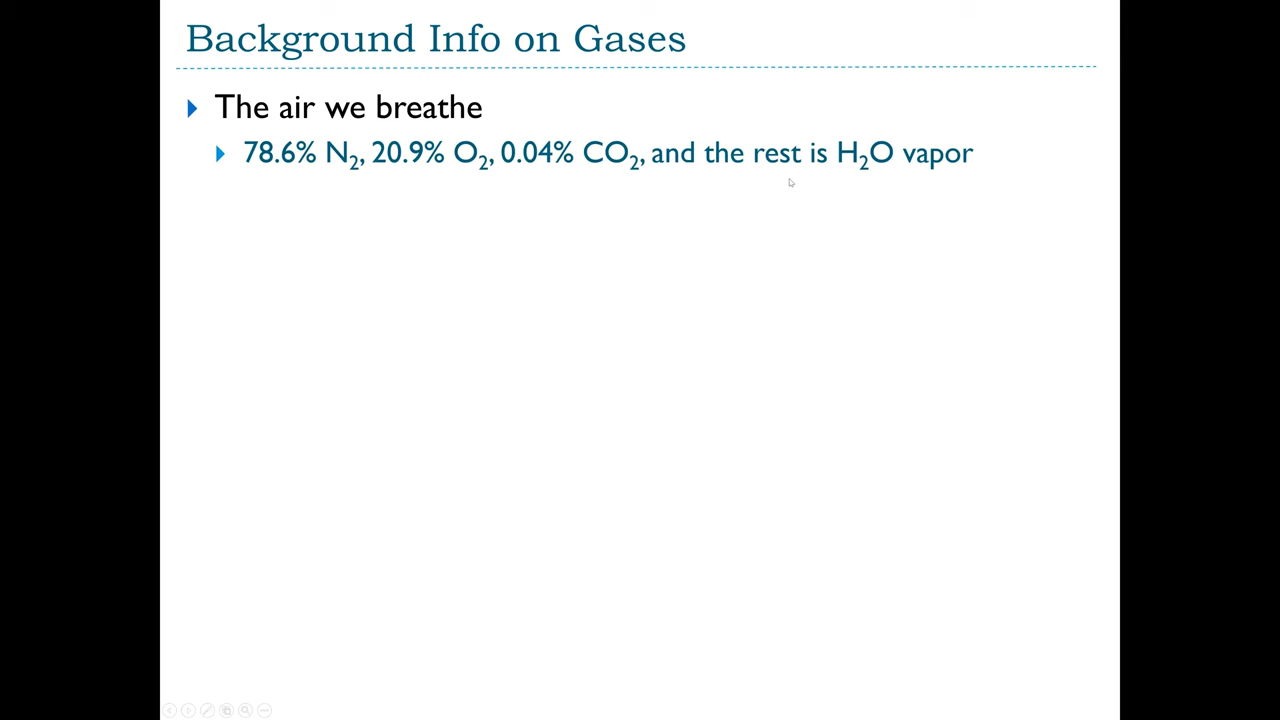 Background Info on Gases
The air we breathe
78.6% N₂, 20.9% O₂, 0.04% CO₂, and the rest is H₂O vapor